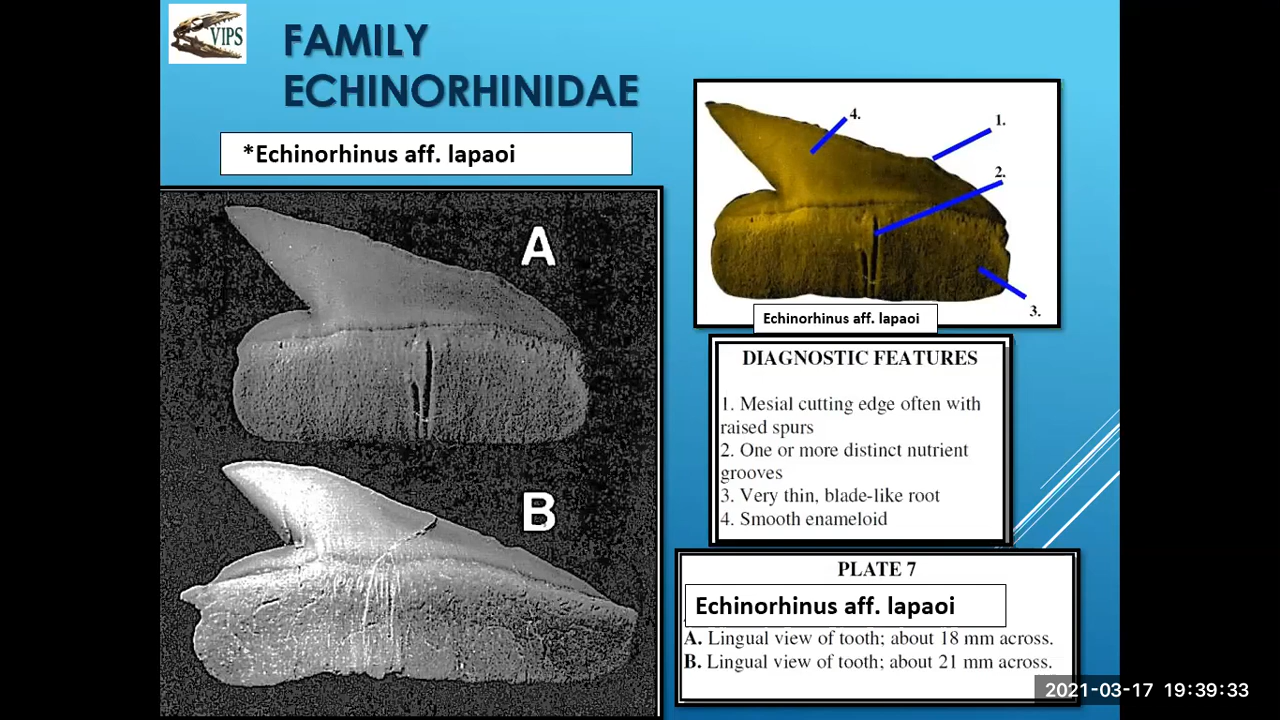 VIPS
FAMILY
ECHINORHINIDAE
*Echinorhinus aff. lapaoi
A
B
4.
1.
2.
3.
Echinorhinus aff. lapaoi
DIAGNOSTIC FEATURES
1. Mesial cutting edge often with
raised spurs
2. One or more distinct nutrient
grooves
3. Very thin, blade-like root
4. Smooth enameloid
PLATE 7
Echinorhinus aff. lapaoi
A. Lingual view of tooth; about 18 mm across.
B. Lingual view of tooth; about 21 mm across.
2021-03-17 19:39:33